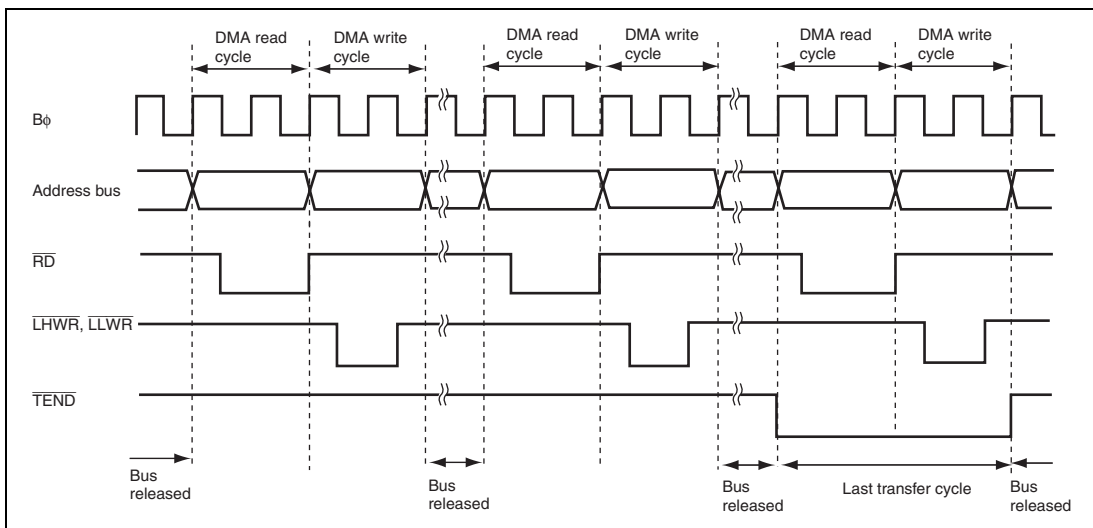 DMA read cycle
DMA write cycle
DMA read cycle
DMA write cycle
DMA read cycle
DMA write cycle
Bϕ
Address bus
RD
LHWR, LLWR
TEND
Bus released
Bus released
Bus released
Last transfer cycle
Bus released